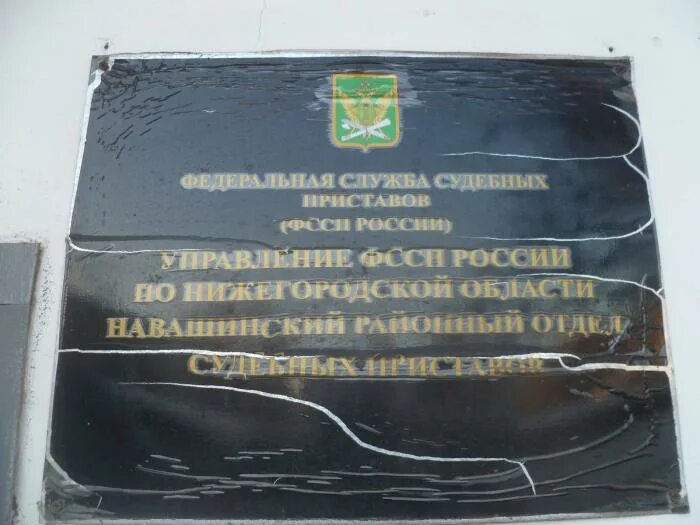 ФЕДЕРАЛЬНАЯ СЛУЖБА СУДЕБНЫХ
ПРИСТАВОВ
(ФССП РОССИИ)
УПРАВЛЕНИЕ ФССП РОССИИ
ПО НИЖЕГОРОДСКОЙ ОБЛАСТИ
НАВАШИНСКИЙ РАЙОННЫЙ ОТДЕЛ
СУДЕБНЫХ ПРИСТАВОВ